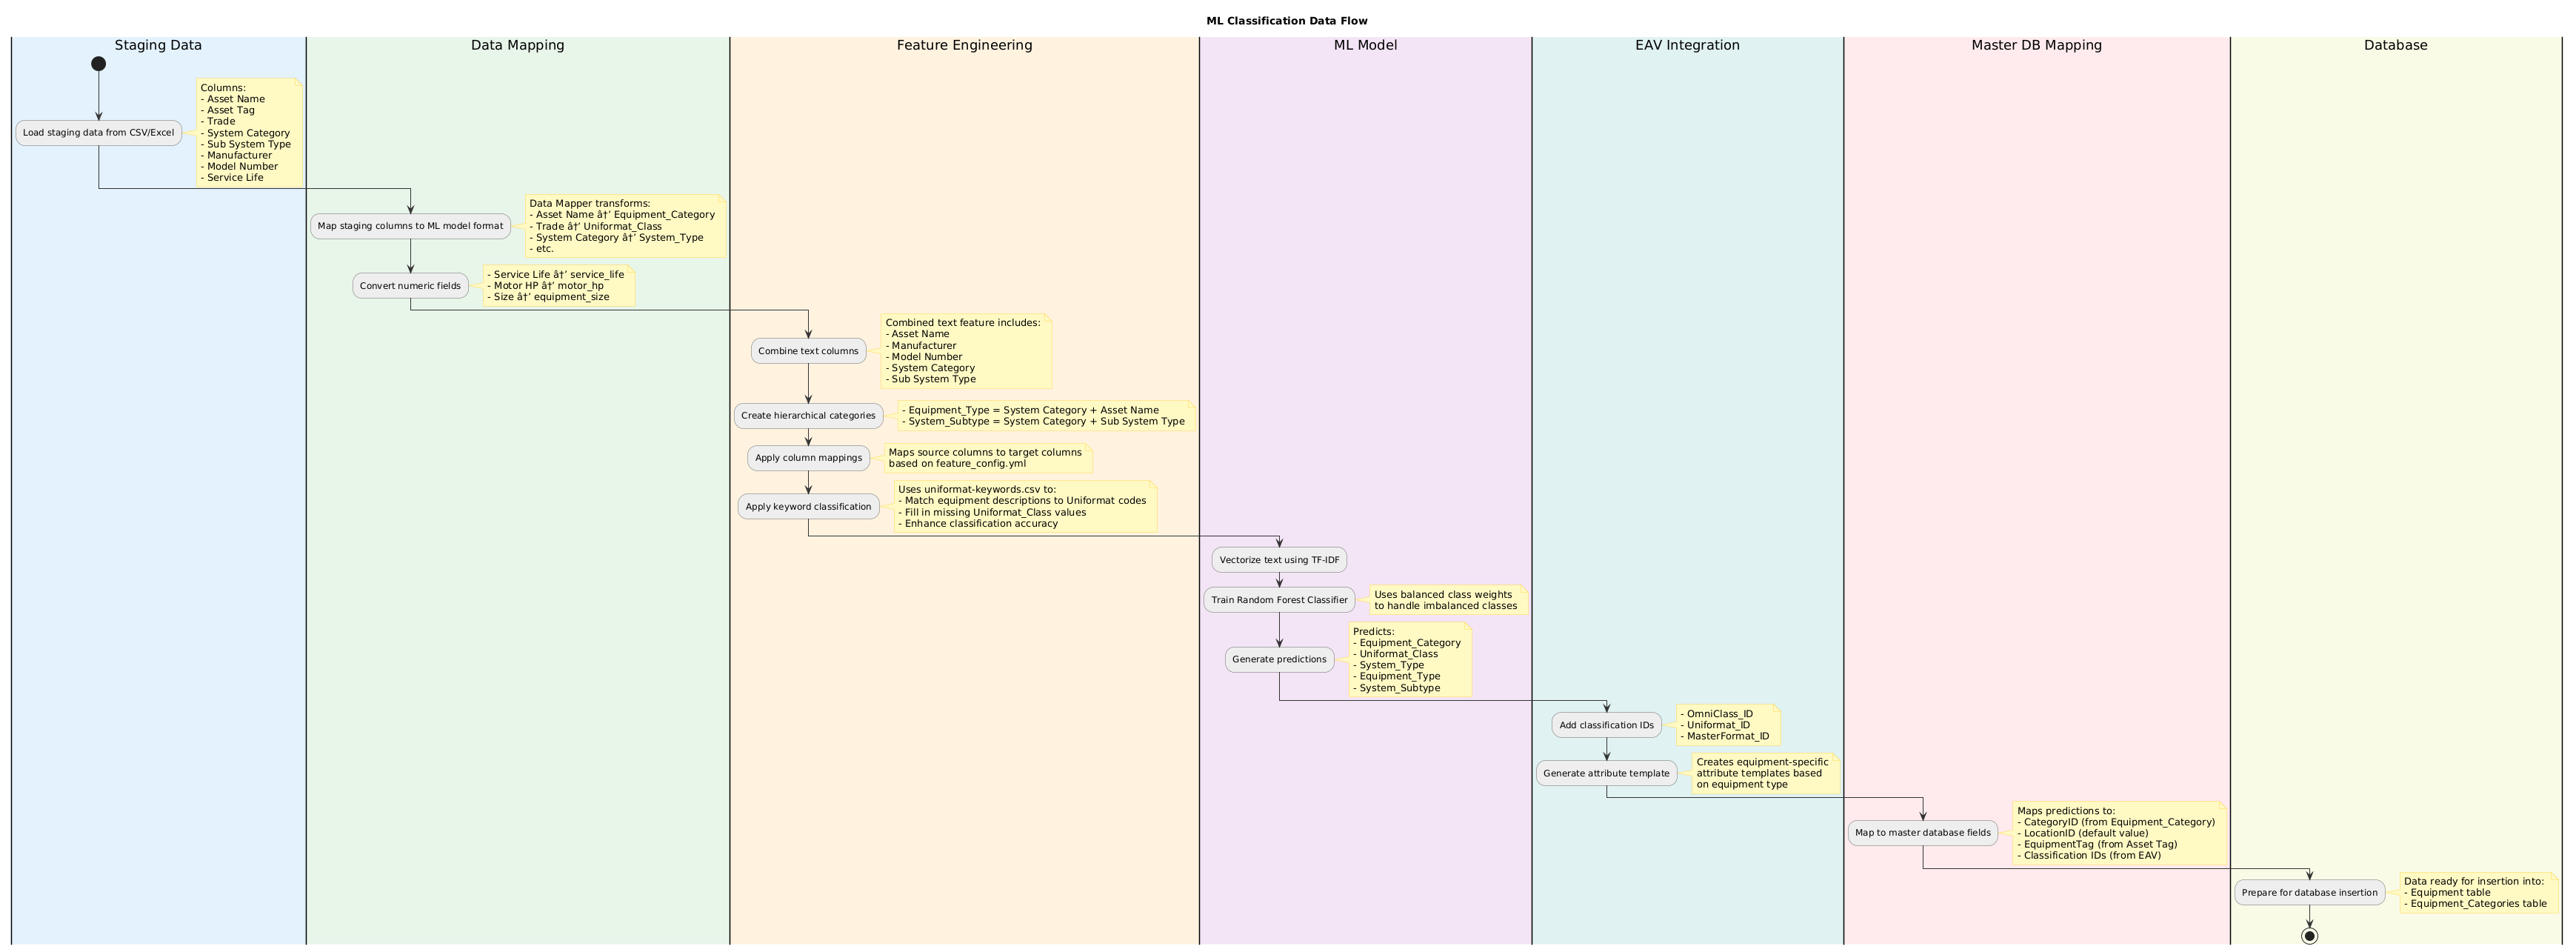 ML Classification Data Flow
Staging Data
Data Mapping
Feature Engineering
ML Model
EAV Integration
Master DB Mapping
Database
Load staging data from CSV/Excel
Columns:
- Asset Name
- Asset Tag
- Trade
- System Category
- Sub System Type
- Manufacturer
- Model Number
- Service Life
Map staging columns to ML model format
Data Mapper transforms:
- Asset Name â†’ Equipment_Category
- Trade â†’ Uniformat_Class
- System Category â†’ System_Type
- etc.
Convert numeric fields
- Service Life â†’ service_life
- Motor HP â†’ motor_hp
- Size â†’ equipment_size
Combine text columns
Combined text feature includes:
- Asset Name
- Manufacturer
- Model Number
- System Category
- Sub System Type
Create hierarchical categories
- Equipment_Type = System Category + Asset Name
- System_Subtype = System Category + Sub System Type
Apply column mappings
Maps source columns to target columns
based on feature_config.yml
Apply keyword classification
Uses uniformat-keywords.csv to:
- Match equipment descriptions to Uniformat codes
- Fill in missing Uniformat_Class values
- Enhance classification accuracy
Vectorize text using TF-IDF
Train Random Forest Classifier
Uses balanced class weights
to handle imbalanced classes
Generate predictions
Predicts:
- Equipment_Category
- Uniformat_Class
- System_Type
- Equipment_Type
- System_Subtype
Add classification IDs
- OmniClass_ID
- Uniformat_ID
- MasterFormat_ID
Generate attribute template
Creates equipment-specific
attribute templates based
on equipment type
Map to master database fields
Maps predictions to:
- CategoryID (from Equipment_Category)
- LocationID (default value)
- EquipmentTag (from Asset Tag)
- Classification IDs (from EAV)
Prepare for database insertion
Data ready for insertion into:
- Equipment table
- Equipment_Categories table